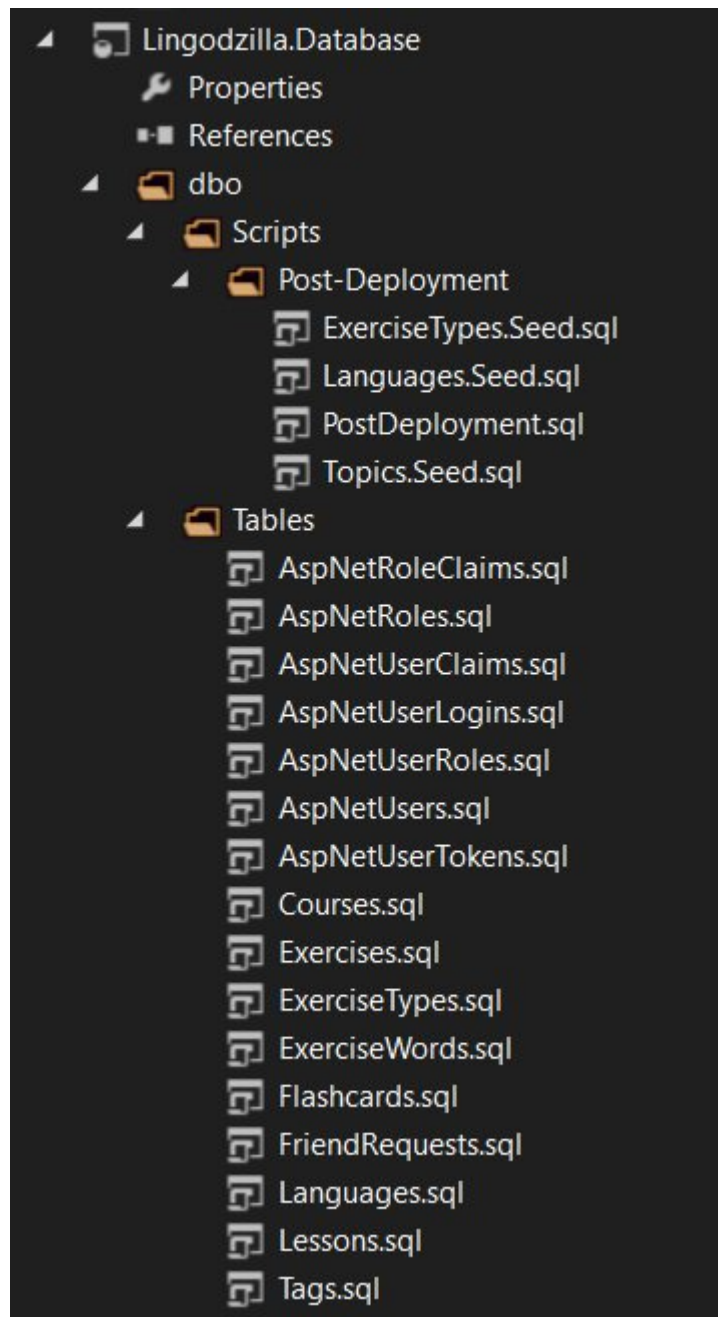 Lingodzilla.Database
Properties
References
dbo
Scripts
Post-Deployment
ExerciseTypes.Seed.sql
Languages.Seed.sql
PostDeployment.sql
Topics.Seed.sql
Tables
AspNetRoleClaims.sql
AspNetRoles.sql
AspNetUserClaims.sql
AspNetUserLogins.sql
AspNetUserRoles.sql
AspNetUsers.sql
AspNetUserTokens.sql
Courses.sql
Exercises.sql
ExerciseTypes.sql
ExerciseWords.sql
Flashcards.sql
FriendRequests.sql
Languages.sql
Lessons.sql
Tags.sql